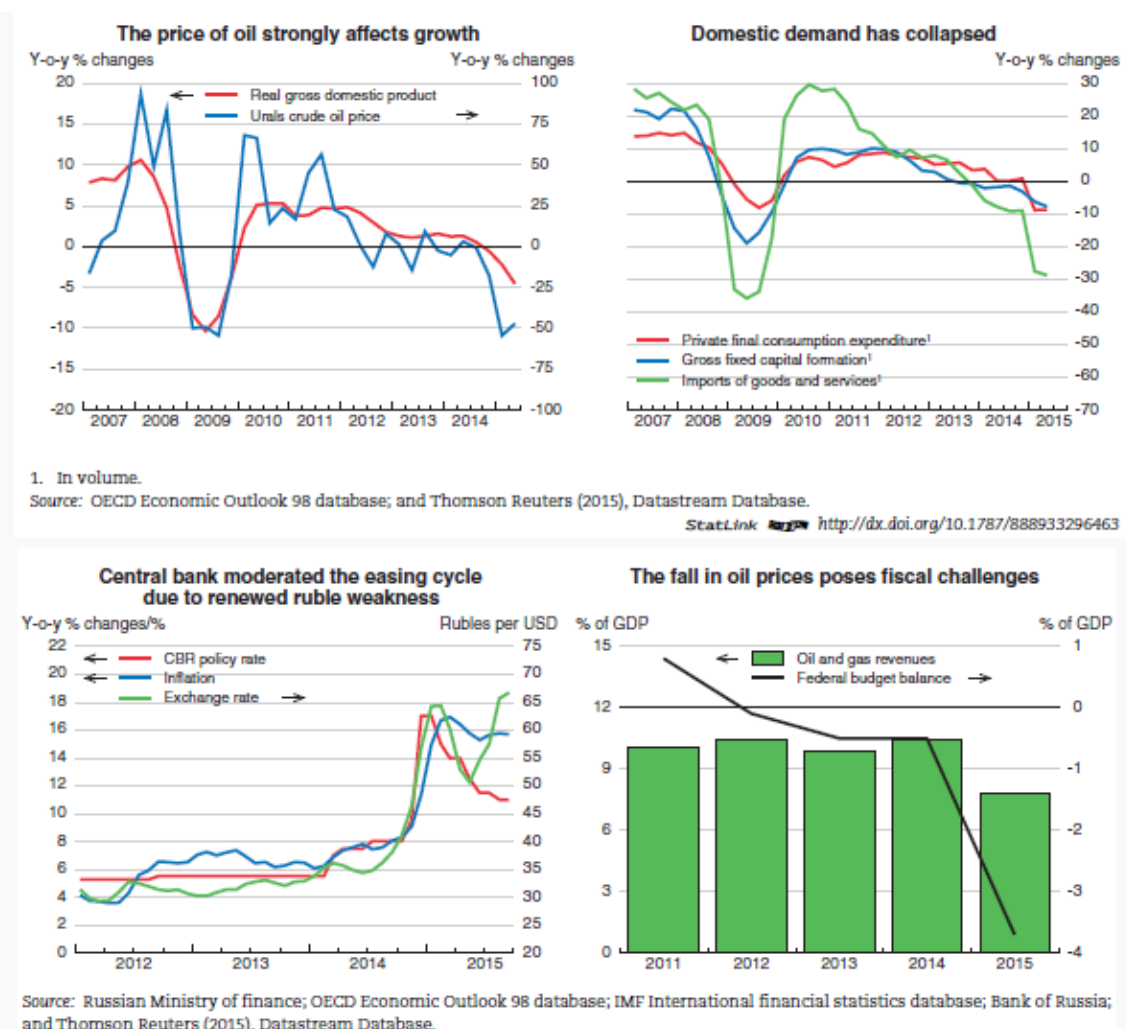 The price of oil strongly affects growth
Y-o-y % changes
Y-o-y % changes
20
15
10
5
0
-5
-10
-15
-20
100
75
50
25
0
-25
-50
-75
-100
Real gross domestic product
Urals crude oil price
2007 2008 2009 2010 2011 2012 2013 2014
Domestic demand has collapsed
Y-o-y % changes
30
20
10
0
-10
-20
-30
-40
-50
-60
-70
Private final consumption expenditure¹
Gross fixed capital formation¹
Imports of goods and services¹
2007 2008 2009 2010 2011 2012 2013 2014 2015
1. In volume.
Source: OECD Economic Outlook 98 database; and Thomson Reuters (2015), Datastream Database.
StatLink http://dx.doi.org/10.1787/888933296463
Central bank moderated the easing cycle
due to renewed ruble weakness
Y-o-y % changes/%
Rubles per USD
22
20
18
16
14
12
10
8
6
4
2
0
75
70
65
60
55
50
45
40
35
30
25
20
CBR policy rate
Inflation
Exchange rate
2012 2013 2014 2015
The fall in oil prices poses fiscal challenges
% of GDP
% of GDP
15
12
9
6
3
0
1
0
-1
-2
-3
-4
Oil and gas revenues
Federal budget balance
2011 2012 2013 2014 2015
Source: Russian Ministry of finance; OECD Economic Outlook 98 database; IMF International financial statistics database; Bank of Russia;
and Thomson Reuters (2015), Datastream Database.